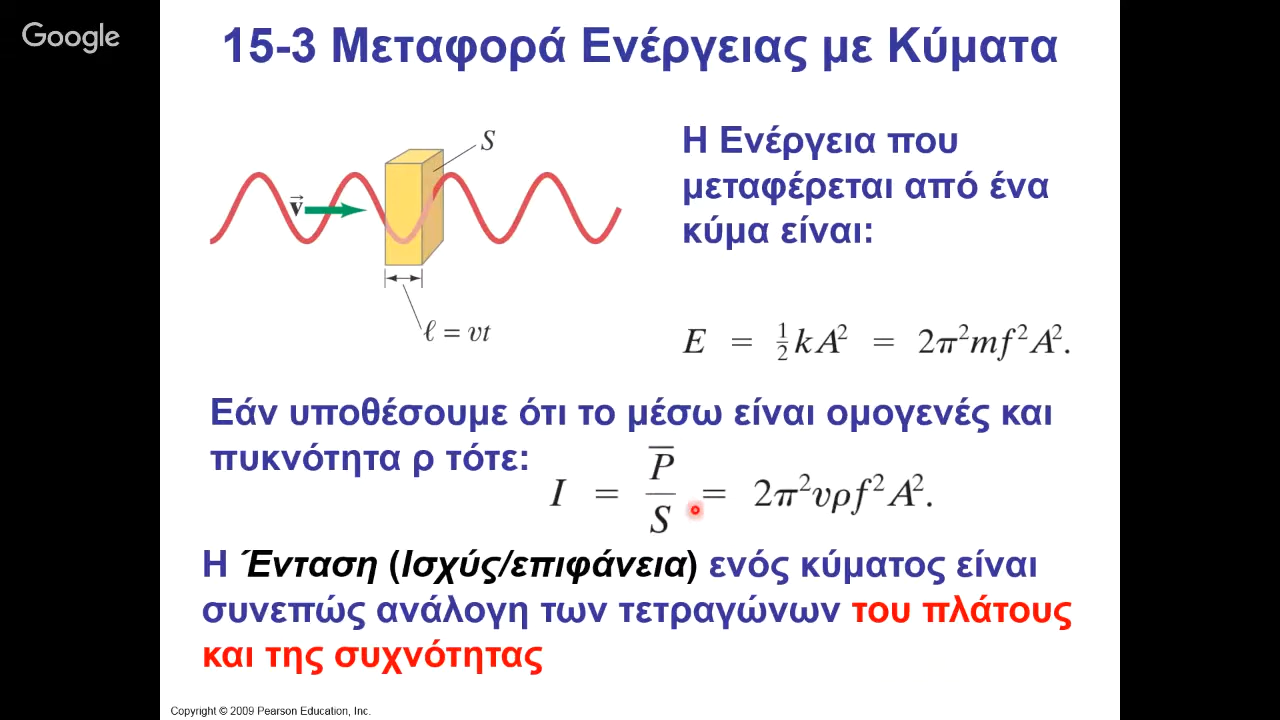 Google
15-3 Μεταφορά Ενέργειας με Κύματα
S
v⃗
ℓ = vt
Η Ενέργεια που
μεταφέρεται από ένα
κύμα είναι:
E = ½kA² = 2π²mf²A².
Εάν υποθέσουμε ότι το μέσω είναι ομογενές και
πυκνότητα ρ τότε:
I = P̅/S = 2π²vρf²A².
Η Ένταση (Ισχύς/επιφάνεια) ενός κύματος είναι
συνεπώς ανάλογη των τετραγώνων του πλάτους
και της συχνότητας
Copyright © 2009 Pearson Education, Inc.